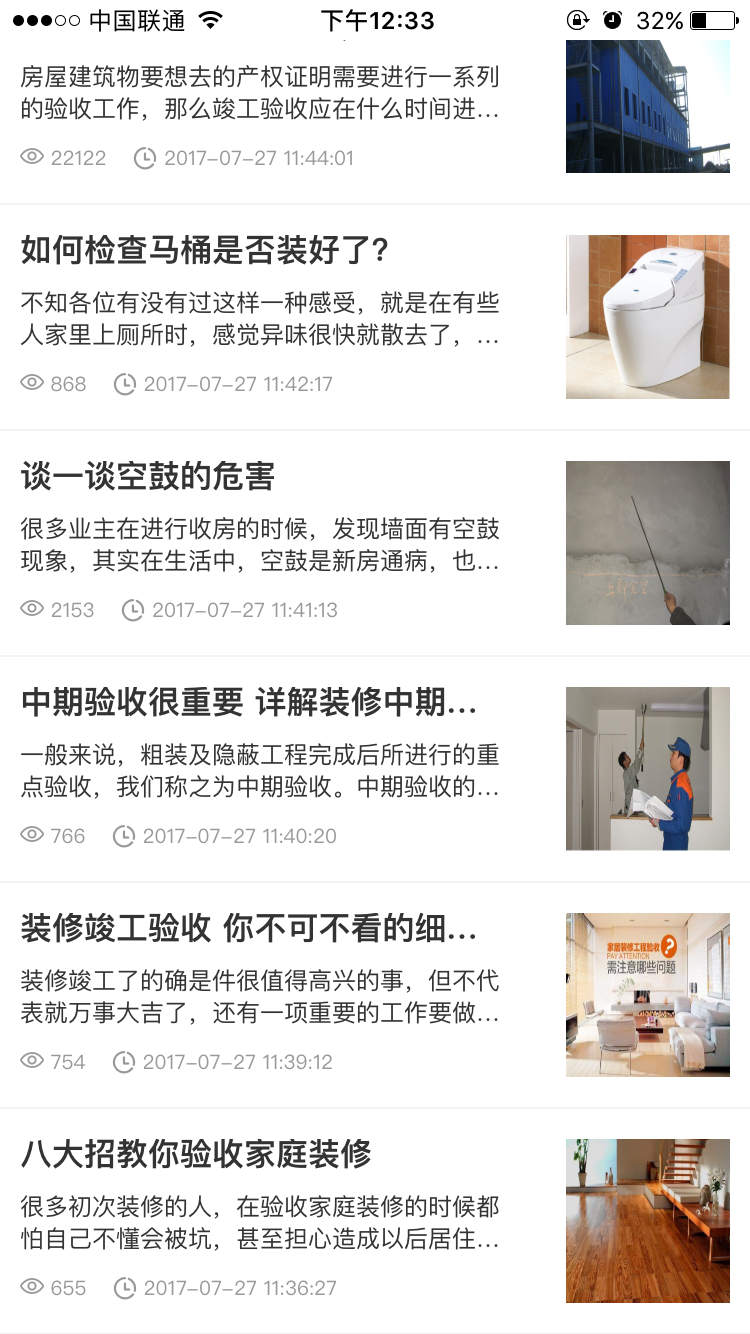 中国联通 下午12:33 32%
房屋建筑物要想去的产权证明需要进行一系列
的验收工作，那么竣工验收应在什么时间进…
22122 2017-07-27 11:44:01
如何检查马桶是否装好了？
不知各位有没有过这样一种感受，就是在有些
人家里上厕所时，感觉异味很快就散去了，…
868 2017-07-27 11:42:17
谈一谈空鼓的危害
很多业主在进行收房的时候，发现墙面有空鼓
现象，其实在生活中，空鼓是新房通病，也…
2153 2017-07-27 11:41:13
中期验收很重要 详解装修中期…
一般来说，粗装及隐蔽工程完成后所进行的重
点验收，我们称之为中期验收。中期验收的…
766 2017-07-27 11:40:20
装修竣工验收 你不可不看的细…
家居装修工程验收
PAY ATTENTION
需注意哪些问题
装修竣工了的确是件很值得高兴的事，但不代
表就万事大吉了，还有一项重要的工作要做…
754 2017-07-27 11:39:12
八大招教你验收家庭装修
很多初次装修的人，在验收家庭装修的时候都
怕自己不懂会被坑，甚至担心造成以后居住…
655 2017-07-27 11:36:27